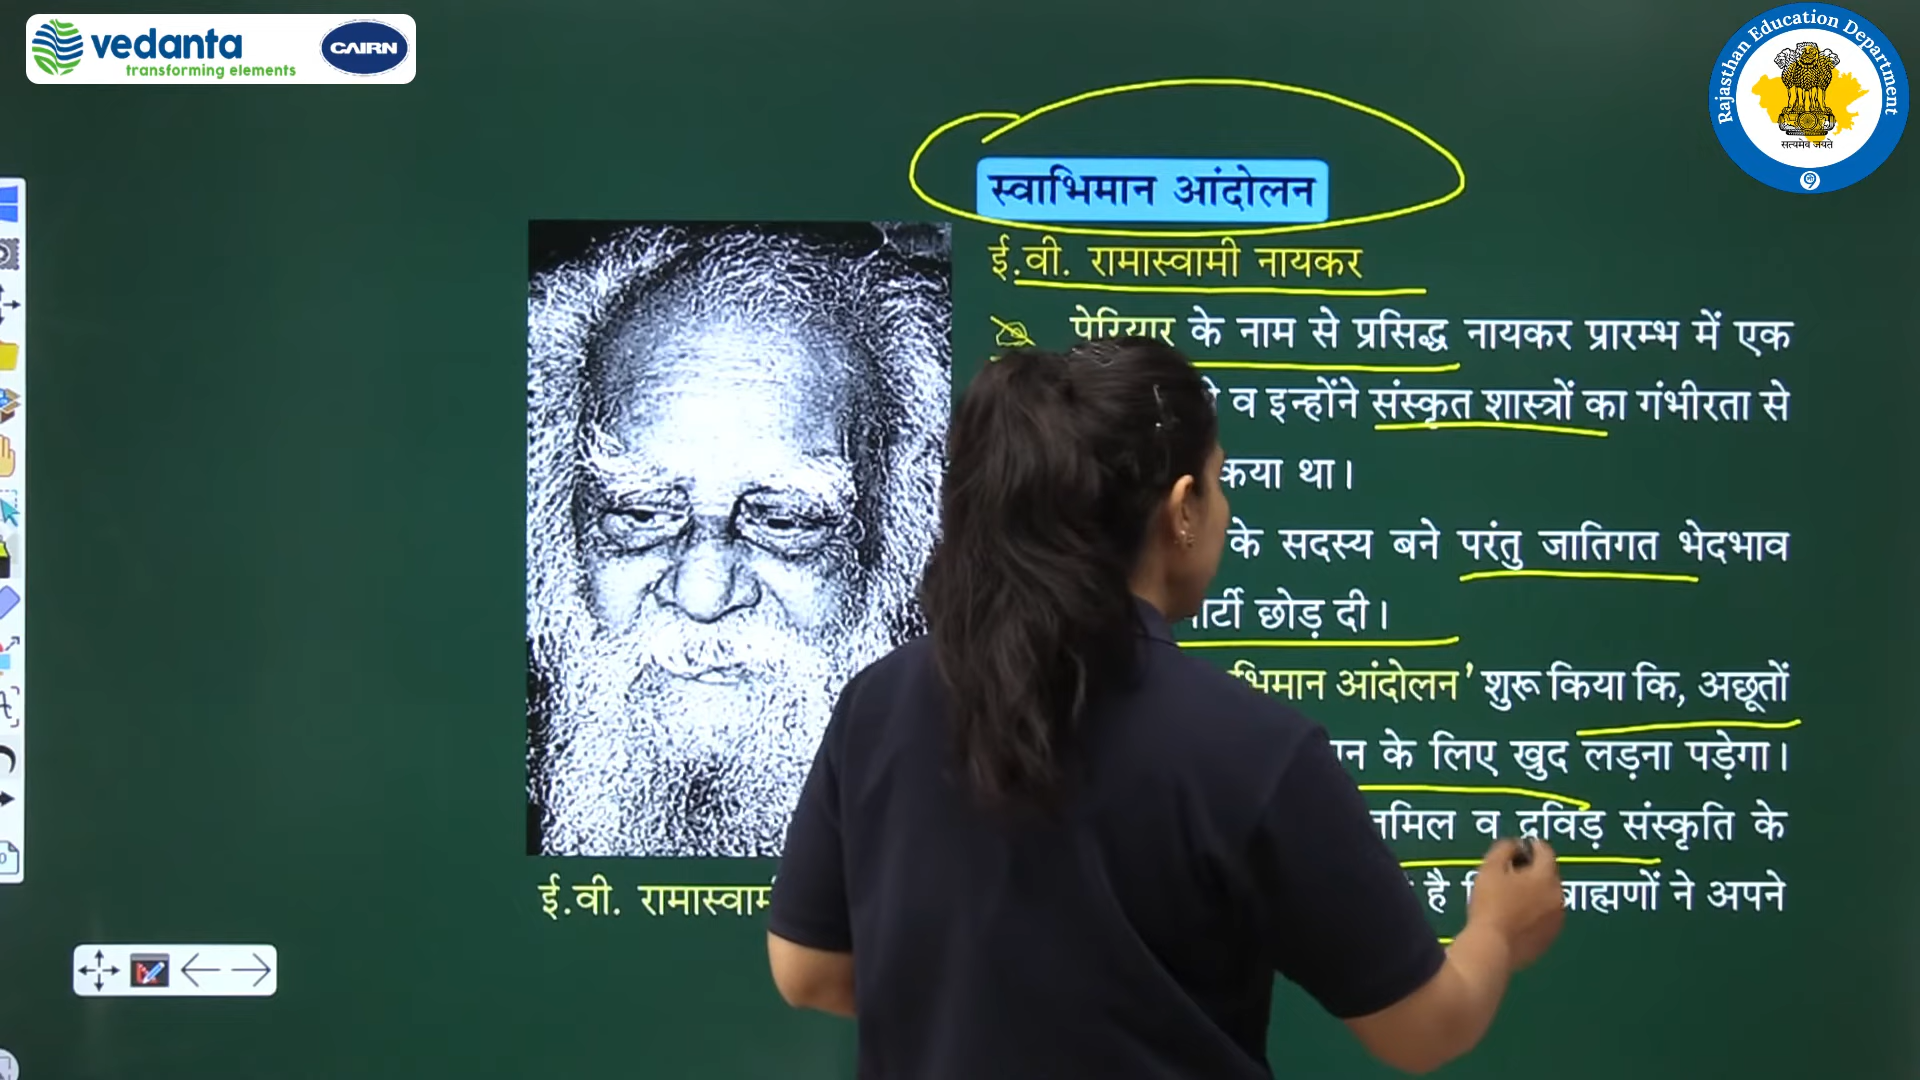 vedanta
transforming elements
CAIRN
Rajasthan Education Department
सत्यमेव जयते
स्वाभिमान आंदोलन
ई.वी. रामास्वामी नायकर
पेरियार के नाम से प्रसिद्ध नायकर प्रारम्भ में एक
व इन्होंने संस्कृत शास्त्रों का गंभीरता से
था।
के सदस्य बने परंतु जातिगत भेदभाव
छोड़ दी।
आंदोलन' शुरू किया कि, अछूतों
के लिए खुद लड़ना पड़ेगा।
व द्रविड़ संस्कृति के
है ब्राह्मणों ने अपने
ई.वी.